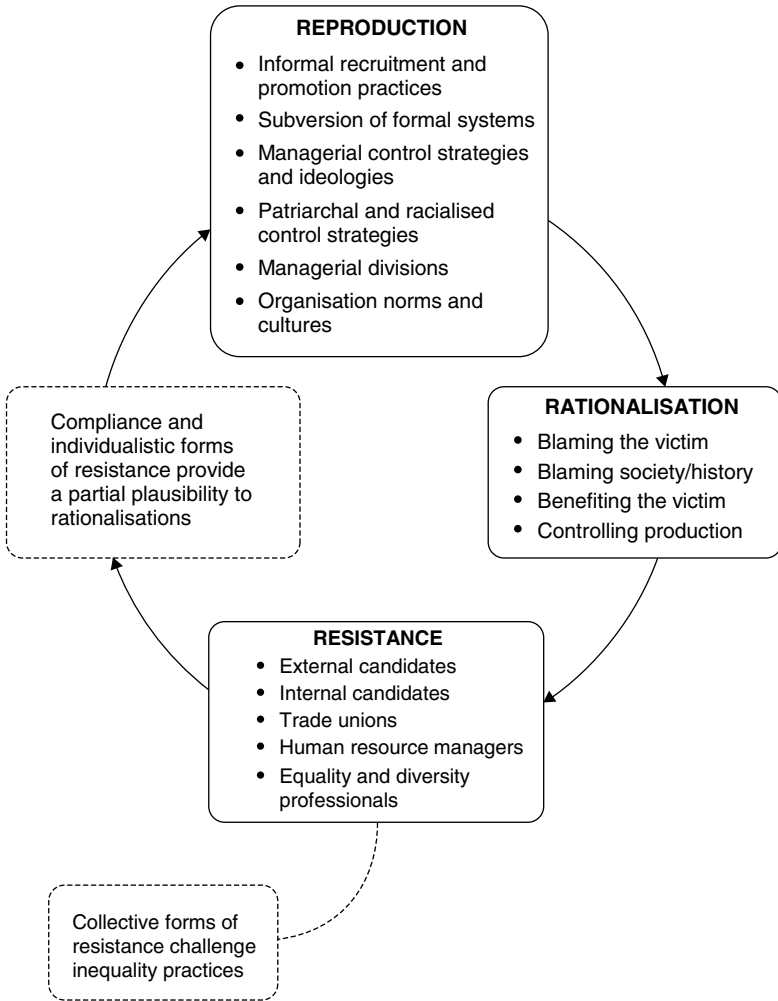 REPRODUCTION
• Informal recruitment and
promotion practices
• Subversion of formal systems
• Managerial control strategies
and ideologies
• Patriarchal and racialised
control strategies
• Managerial divisions
• Organisation norms and
cultures
RATIONALISATION
• Blaming the victim
• Blaming society/history
• Benefiting the victim
• Controlling production
RESISTANCE
• External candidates
• Internal candidates
• Trade unions
• Human resource managers
• Equality and diversity
professionals
Compliance and
individualistic forms
of resistance provide
a partial plausibility to
rationalisations
Collective forms of
resistance challenge
inequality practices